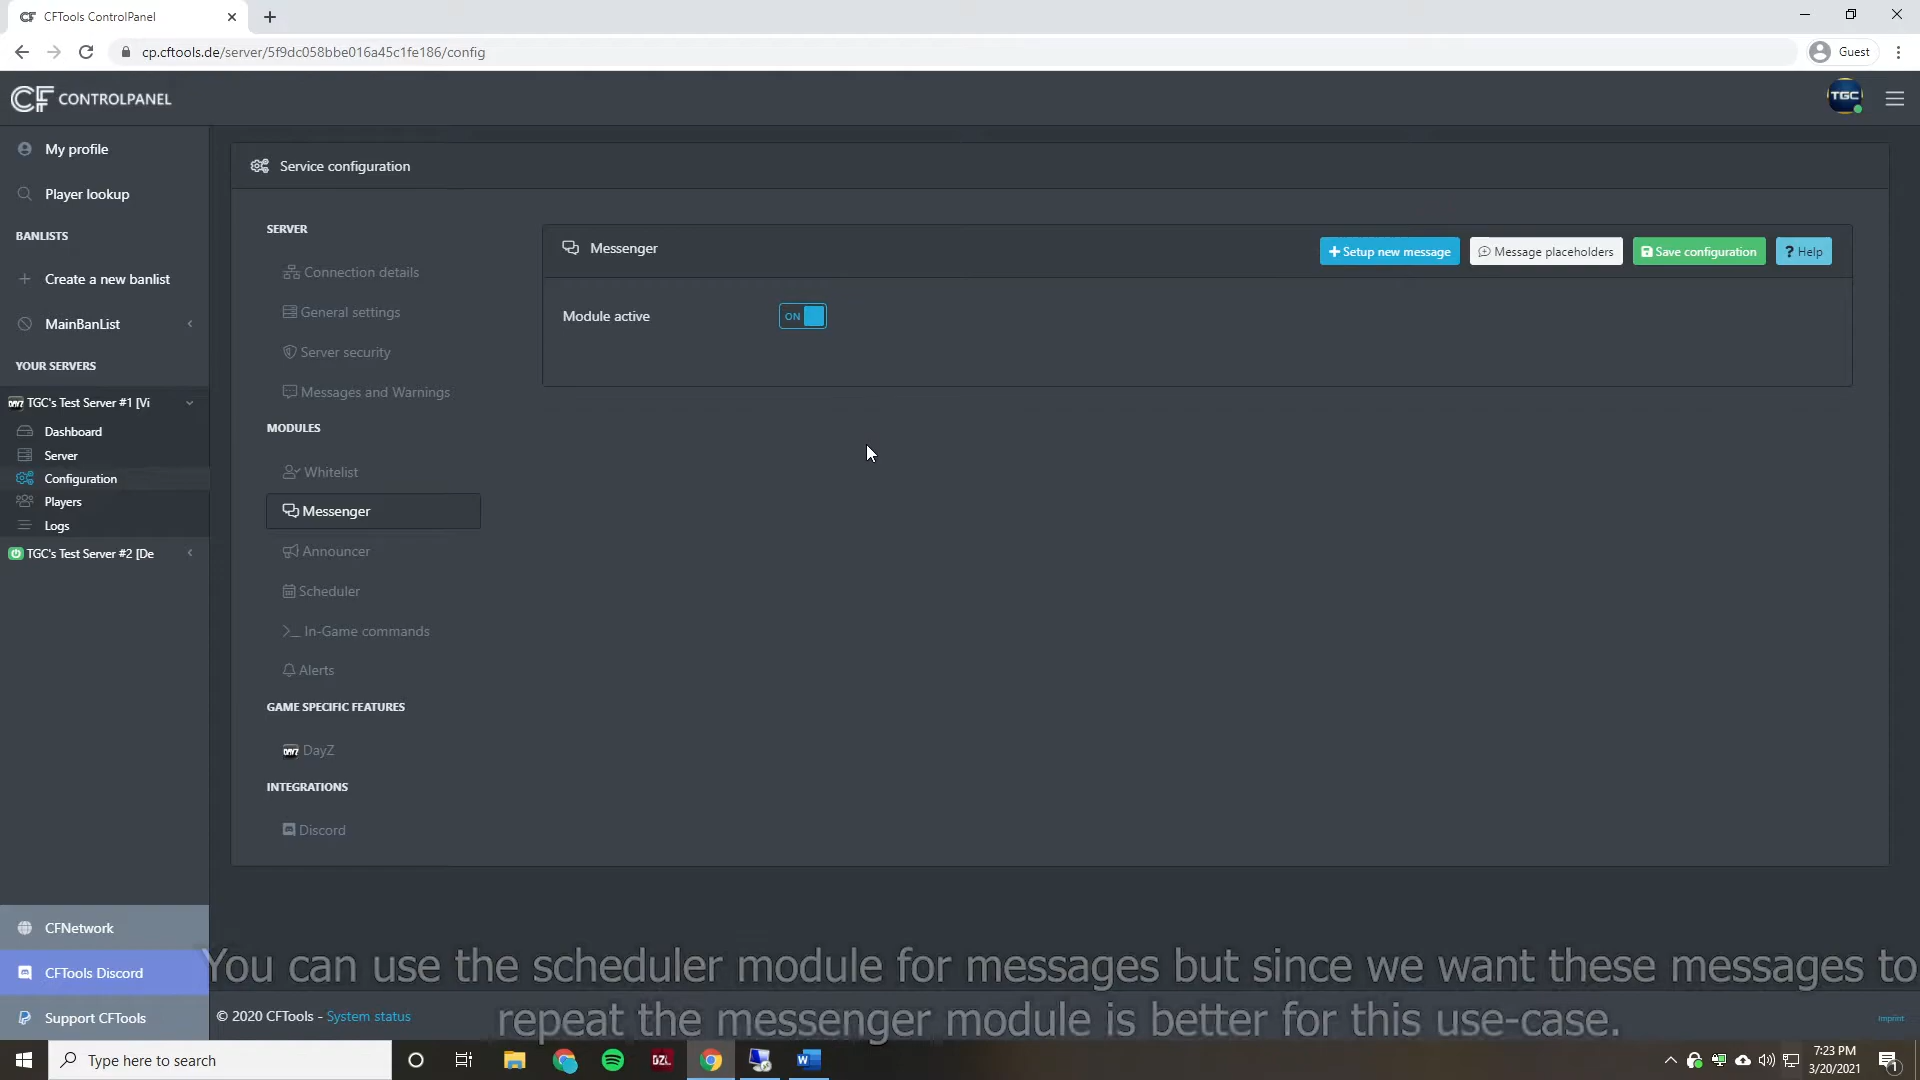 CFTools ControlPanel
cp.cftools.de/server/5f9dc058bbe016a45c1fe186/config
Guest
CF CONTROLPANEL
TGC
My profile
Player lookup
BANLISTS
Create a new banlist
MainBanList
YOUR SERVERS
DAYZ TGC's Test Server #1 [Vi
Dashboard
Server
Configuration
Players
Logs
TGC's Test Server #2 [De
CFNetwork
CFTools Discord
Support CFTools
Service configuration
SERVER
Connection details
General settings
Server security
Messages and Warnings
MODULES
Whitelist
Messenger
Announcer
Scheduler
In-Game commands
Alerts
GAME SPECIFIC FEATURES
DAYZ DayZ
INTEGRATIONS
Discord
Messenger
Setup new message
Message placeholders
Save configuration
? Help
Module active
ON
You can use the scheduler module for messages but since we want these messages to
repeat the messenger module is better for this use-case.
© 2020 CFTools - System status
Imprint
Type here to search
DZL
W
7:23 PM
3/20/2021
1